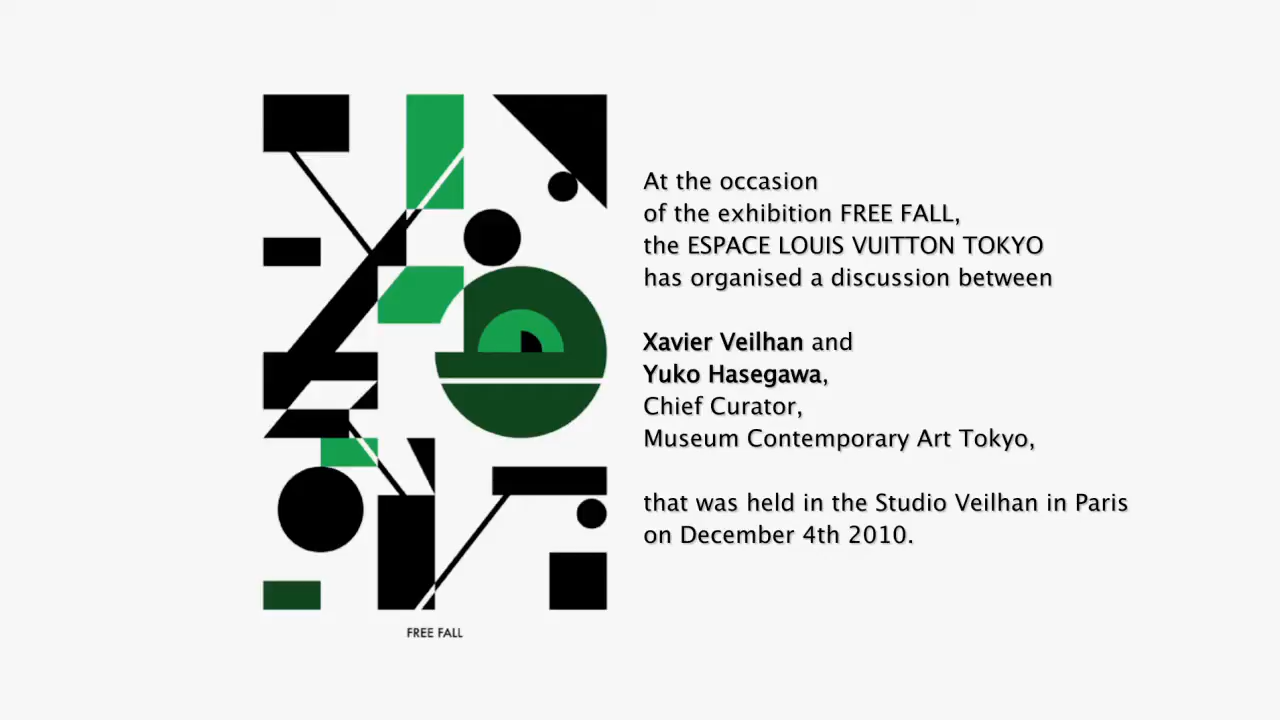 At the occasion
of the exhibition FREE FALL,
the ESPACE LOUIS VUITTON TOKYO
has organised a discussion between
Xavier Veilhan and
Yuko Hasegawa,
Chief Curator,
Museum Contemporary Art Tokyo,
that was held in the Studio Veilhan in Paris
on December 4th 2010.
FREE FALL